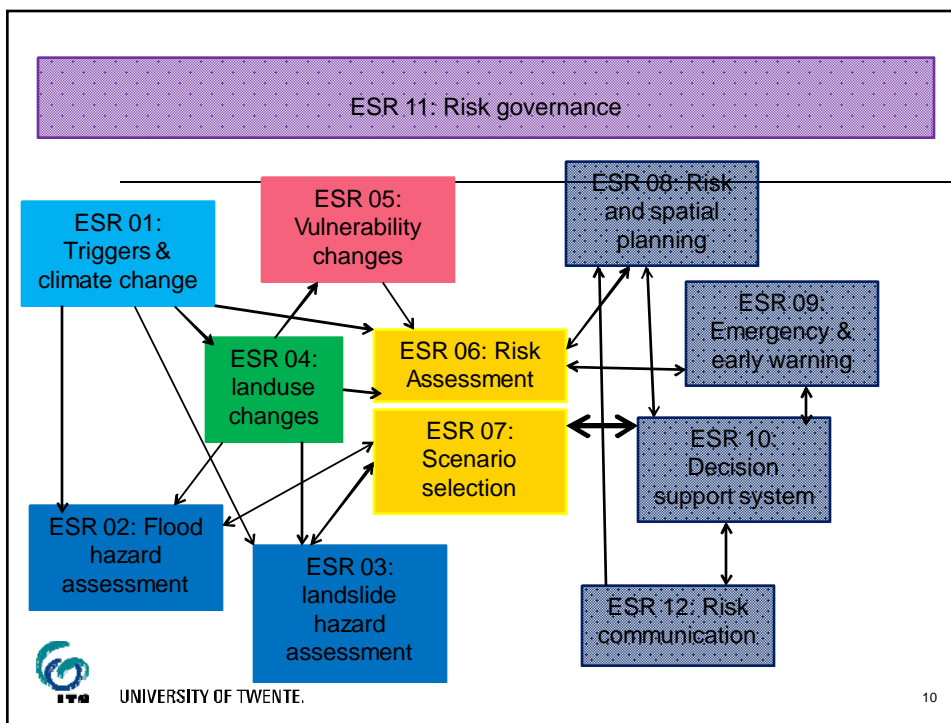 ESR 11: Risk governance
ESR 01:
Triggers &
climate change
ESR 05:
Vulnerability
changes
ESR 08: Risk
and spatial
planning
ESR 09:
Emergency &
early warning
ESR 04:
landuse
changes
ESR 06: Risk
Assessment
ESR 07:
Scenario
selection
ESR 10:
Decision
support system
ESR 02: Flood
hazard
assessment
ESR 03:
landslide
hazard
assessment
ESR 12: Risk
communication
ITC
UNIVERSITY OF TWENTE.
10